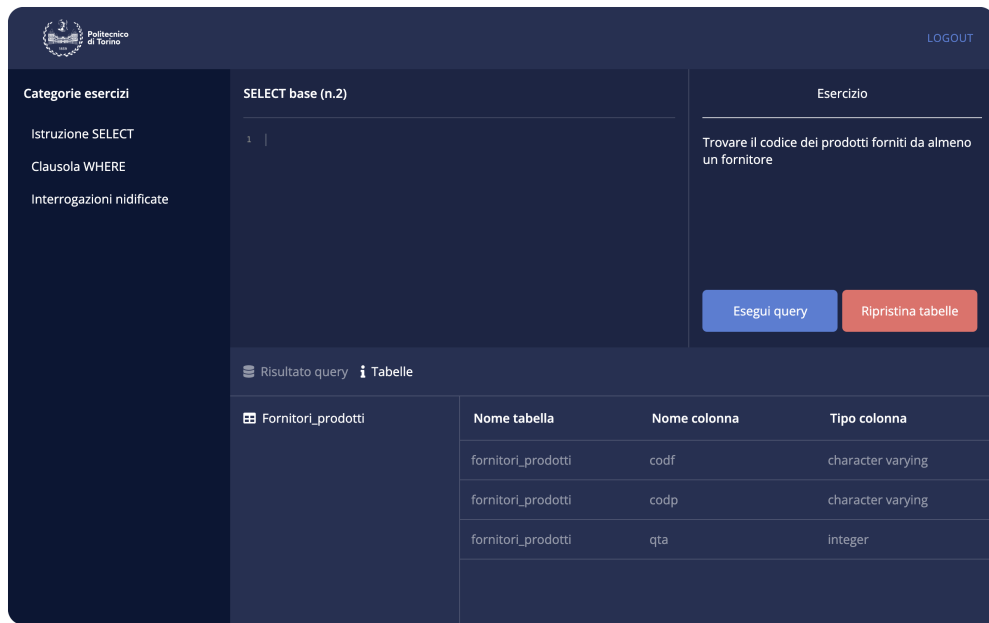 Politecnico
di Torino
1859
LOGOUT
Categorie esercizi
Istruzione SELECT
Clausola WHERE
Interrogazioni nidificate
SELECT base (n.2)
1
Esercizio
Trovare il codice dei prodotti forniti da almeno
un fornitore
Esegui query
Ripristina tabelle
Risultato query
Tabelle
Fornitori_prodotti
Nome tabella Nome colonna Tipo colonna
fornitori_prodotti codf character varying
fornitori_prodotti codp character varying
fornitori_prodotti qta integer